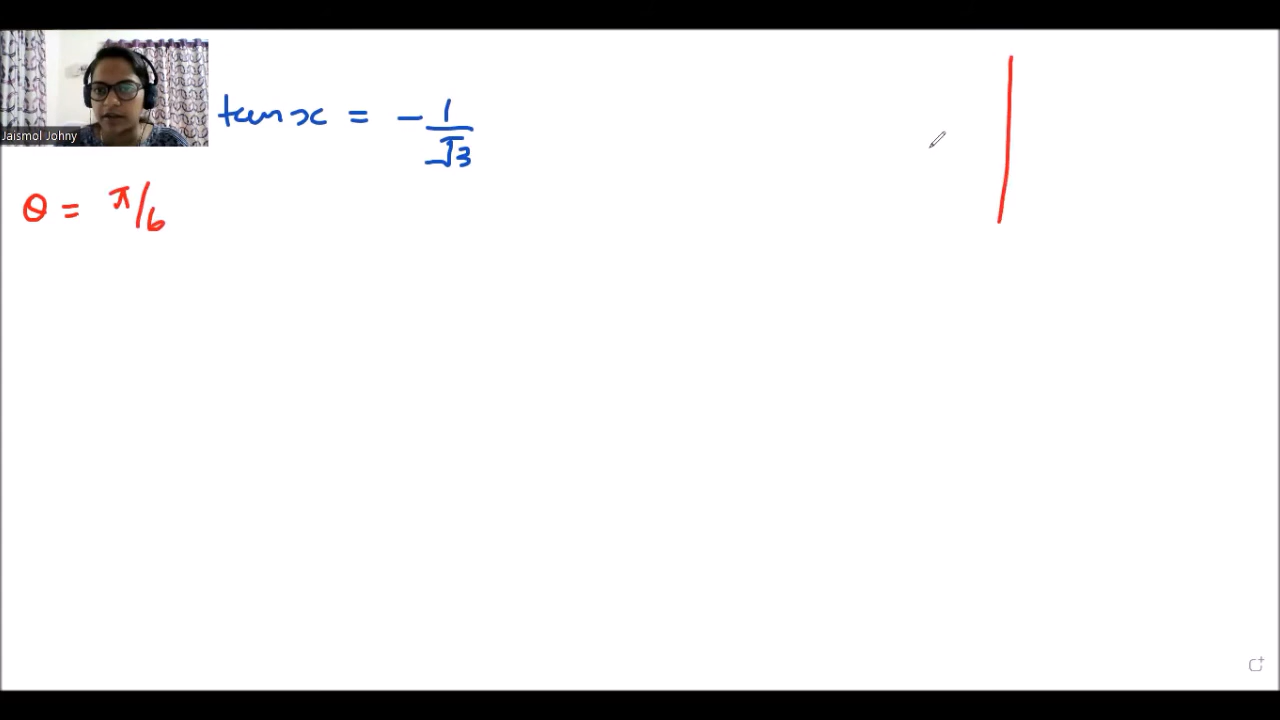 Jaismol Johny
tan x = - 1/√3
θ = π/6